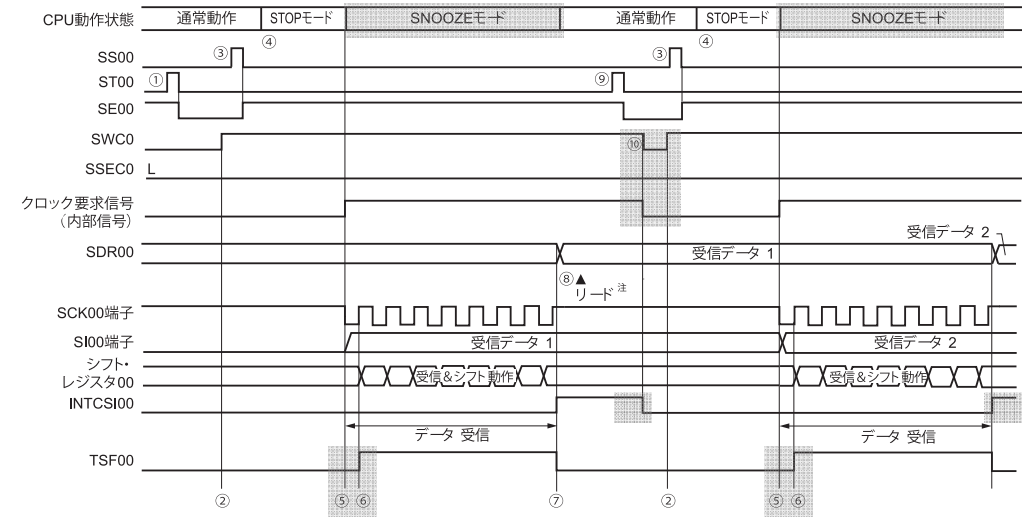 CPU動作状態 通常動作 STOPモード SNOOZEモード 通常動作 STOPモード SNOOZEモード
④ ④
SS00 ③ ③
ST00 ① ⑨
SE00
SWC0 ⑩
SSEC0 L
クロック要求信号
(内部信号)
受信データ 2
SDR00 受信データ 1
⑧▲
リード注
SCK00端子
SI00端子 受信データ 1 受信データ 2
シフト・
レジスタ00 受信&シフト動作 受信&シフト動作
INTCSI00
データ 受信 データ 受信
TSF00
② ⑤ ⑥ ⑦ ② ⑤ ⑥